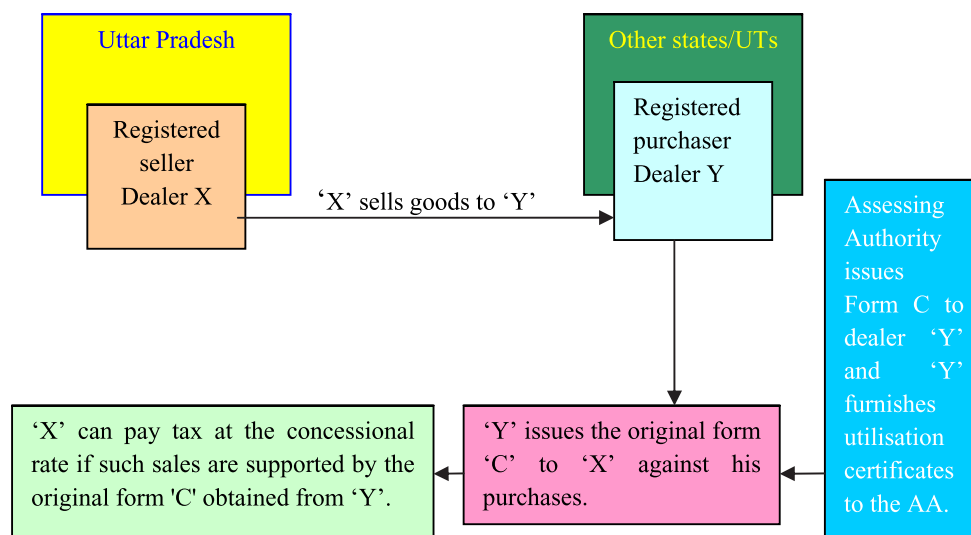 Uttar Pradesh
Registered
seller
Dealer X
‘X’ sells goods to ‘Y’
Other states/UTs
Registered
purchaser
Dealer Y
Assessing
Authority
issues
Form C to
dealer ‘Y’
and ‘Y’
furnishes
utilisation
certificates
to the AA.
‘Y’ issues the original form
‘C’ to ‘X’ against his
purchases.
‘X’ can pay tax at the concessional
rate if such sales are supported by the
original form 'C' obtained from ‘Y’.